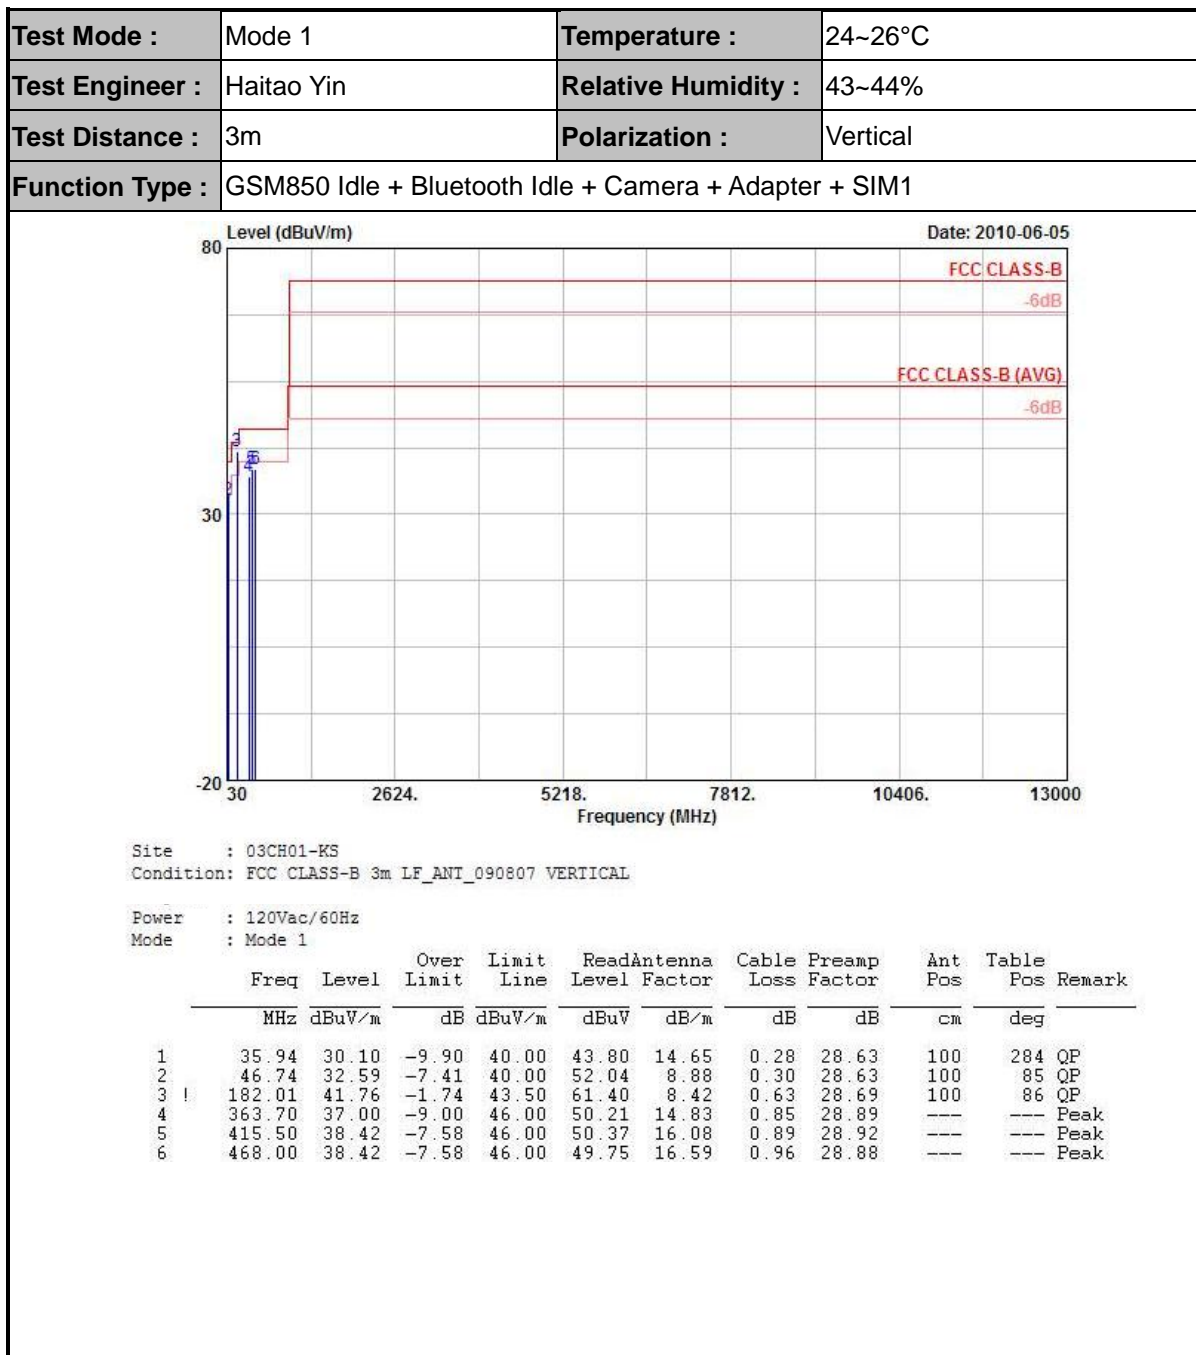 Test Mode : Mode 1 Temperature : 24~26°C
Test Engineer : Haitao Yin Relative Humidity : 43~44%
Test Distance : 3m Polarization : Vertical
Function Type : GSM850 Idle + Bluetooth Idle + Camera + Adapter + SIM1
Level (dBuV/m) Date: 2010-06-05
80
FCC CLASS-B
-6dB
FCC CLASS-B (AVG)
-6dB
30
-20
30 2624. 5218. 7812. 10406. 13000
Frequency (MHz)
Site : 03CH01-KS
Condition: FCC CLASS-B 3m LF_ANT_090807 VERTICAL
Power : 120Vac/60Hz
Mode : Mode 1
Over Limit ReadAntenna Cable Preamp Ant Table
Freq Level Limit Line Level Factor Loss Factor Pos Pos Remark
MHz dBuV/m dB dBuV/m dBuV dB/m dB dB cm deg
1 35.94 30.10 -9.90 40.00 43.80 14.65 0.28 28.63 100 284 QP
2 46.74 32.59 -7.41 40.00 52.04 8.88 0.30 28.63 100 85 QP
3 ! 182.01 41.76 -1.74 43.50 61.40 8.42 0.63 28.69 100 86 QP
4 363.70 37.00 -9.00 46.00 50.21 14.83 0.85 28.89 --- --- Peak
5 415.50 38.42 -7.58 46.00 50.37 16.08 0.89 28.92 --- --- Peak
6 468.00 38.42 -7.58 46.00 49.75 16.59 0.96 28.88 --- --- Peak